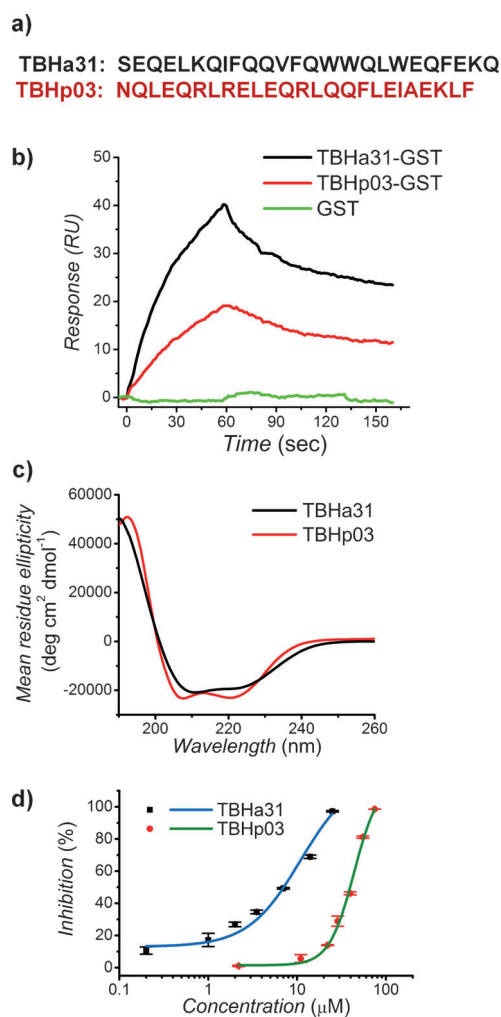 a)
TBHa31: SEQELKQIFQQVFQWWQLWEQFEKQ
TBHp03: NQLEQRLRELEQRLQQFLEIAEKLF
b)
50
40
30
20
10
0
Response (RU)
TBHa31-GST
TBHp03-GST
GST
0 30 60 90 120 150
Time (sec)
c)
60000
40000
20000
0
-20000
Mean residue ellipticity
(deg cm² dmol⁻¹)
TBHa31
TBHp03
200 220 240 260
Wavelength (nm)
d)
100
80
60
40
20
0
Inhibition (%)
TBHa31
TBHp03
0.1 1 10 100
Concentration (μM)